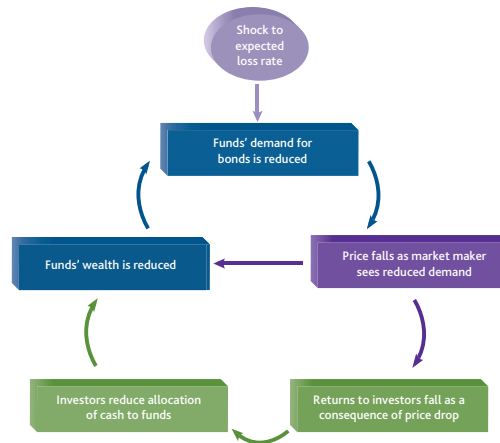 Shock to
expected
loss rate
Funds' demand for
bonds is reduced
Funds' wealth is reduced
Price falls as market maker
sees reduced demand
Investors reduce allocation
of cash to funds
Returns to investors fall as a
consequence of price drop